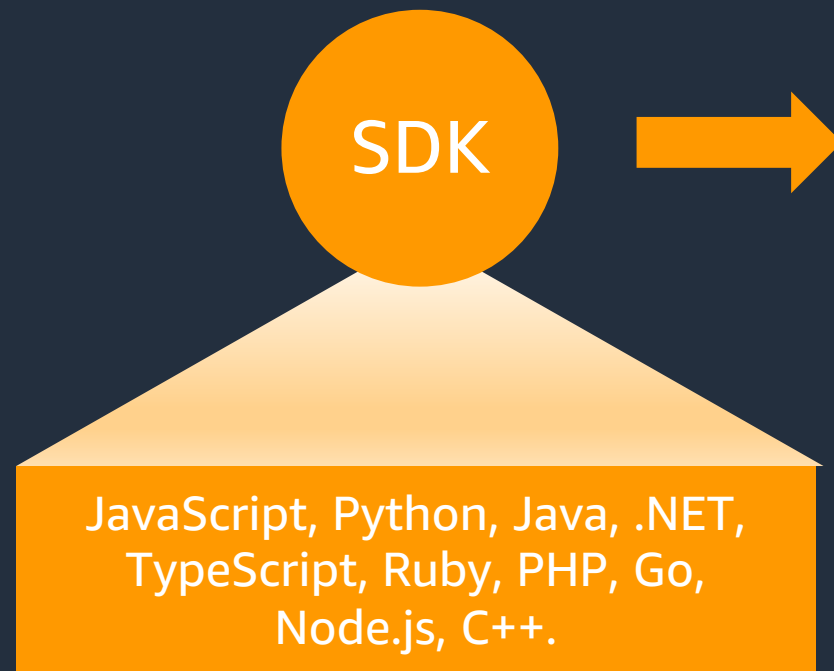 SDK
JavaScript, Python, Java, .NET,
TypeScript, Ruby, PHP, Go,
Node.js, C++.